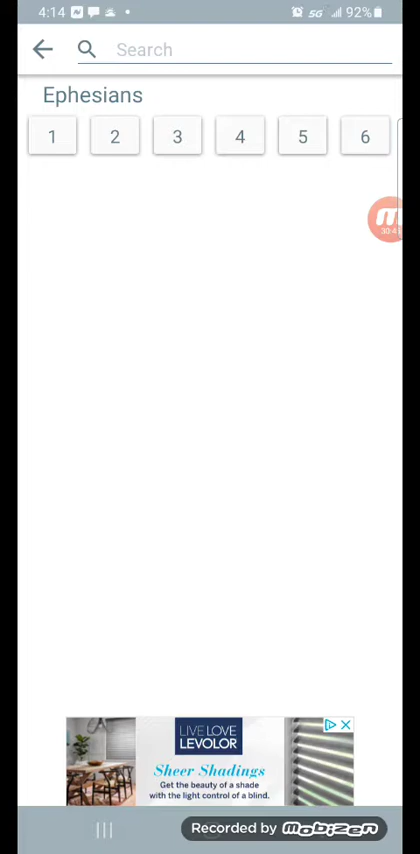 4:14 5G 92%
Search
Ephesians
1 2 3 4 5 6
LIVE LOVE
LEVOLOR
Sheer Shadings
Get the beauty of a shade
with the light control of a blind.
Recorded by mobizen